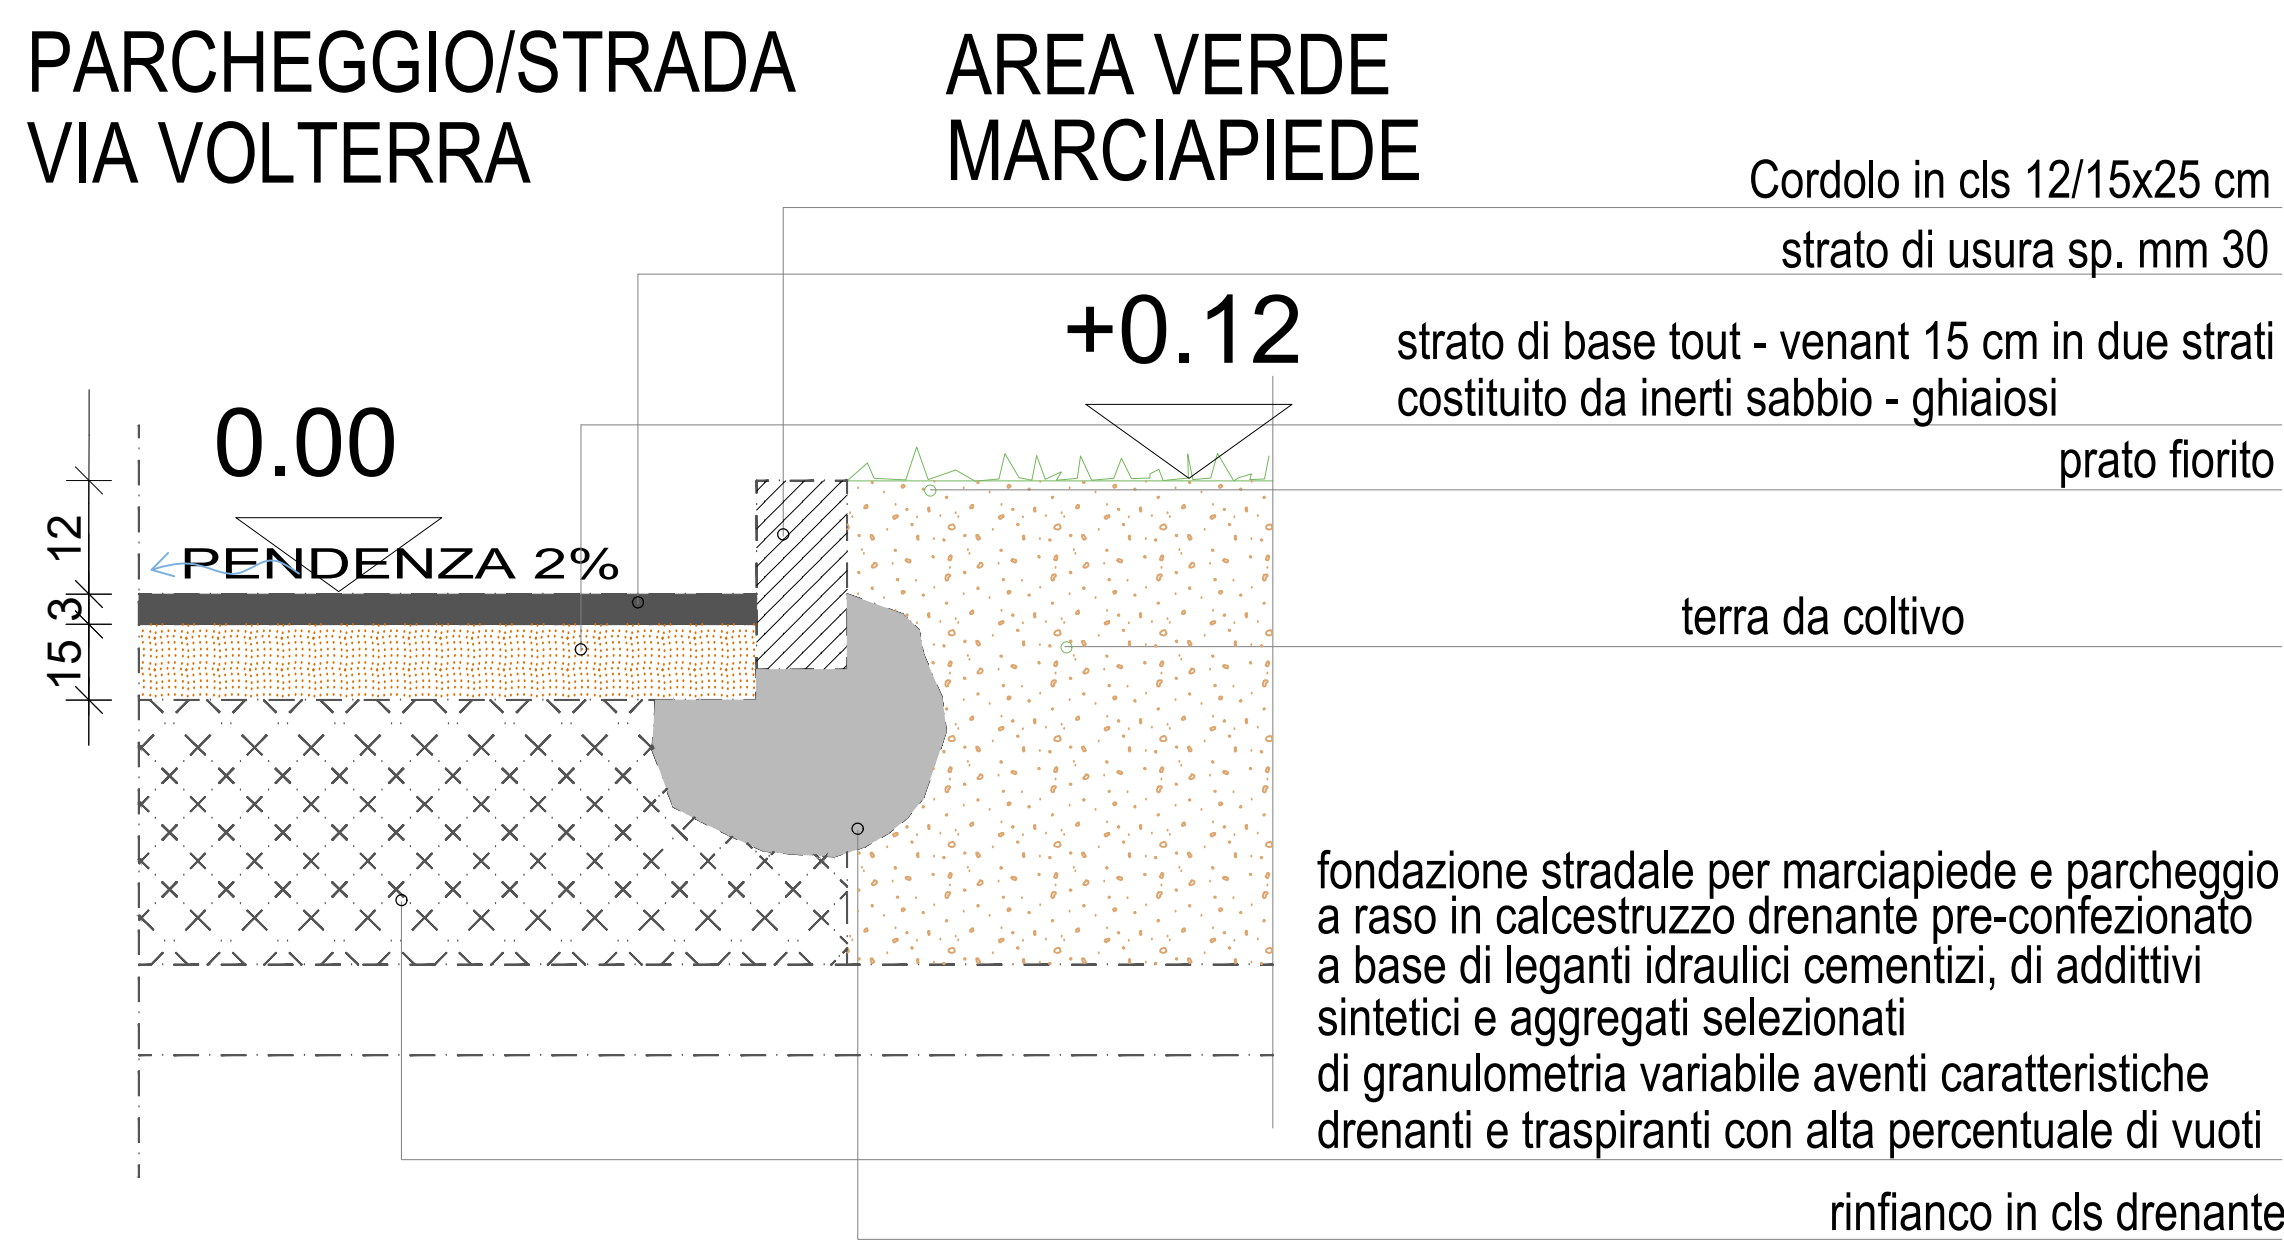 PARCHEGGIO/STRADA
VIA VOLTERRA
AREA VERDE
MARCIAPIEDE
Cordolo in cls 12/15x25 cm
strato di usura sp. mm 30
+0.12
strato di base tout - venant 15 cm in due strati
costituito da inerti sabbio - ghiaiosi
0.00
prato fiorito
12
PENDENZA 2%
3
15
terra da coltivo
fondazione stradale per marciapiede e parcheggio
a raso in calcestruzzo drenante pre-confezionato
a base di leganti idraulici cementizi, di addittivi
sintetici e aggregati selezionati
di granulometria variabile aventi caratteristiche
drenanti e traspiranti con alta percentuale di vuoti
rinfianco in cls drenante